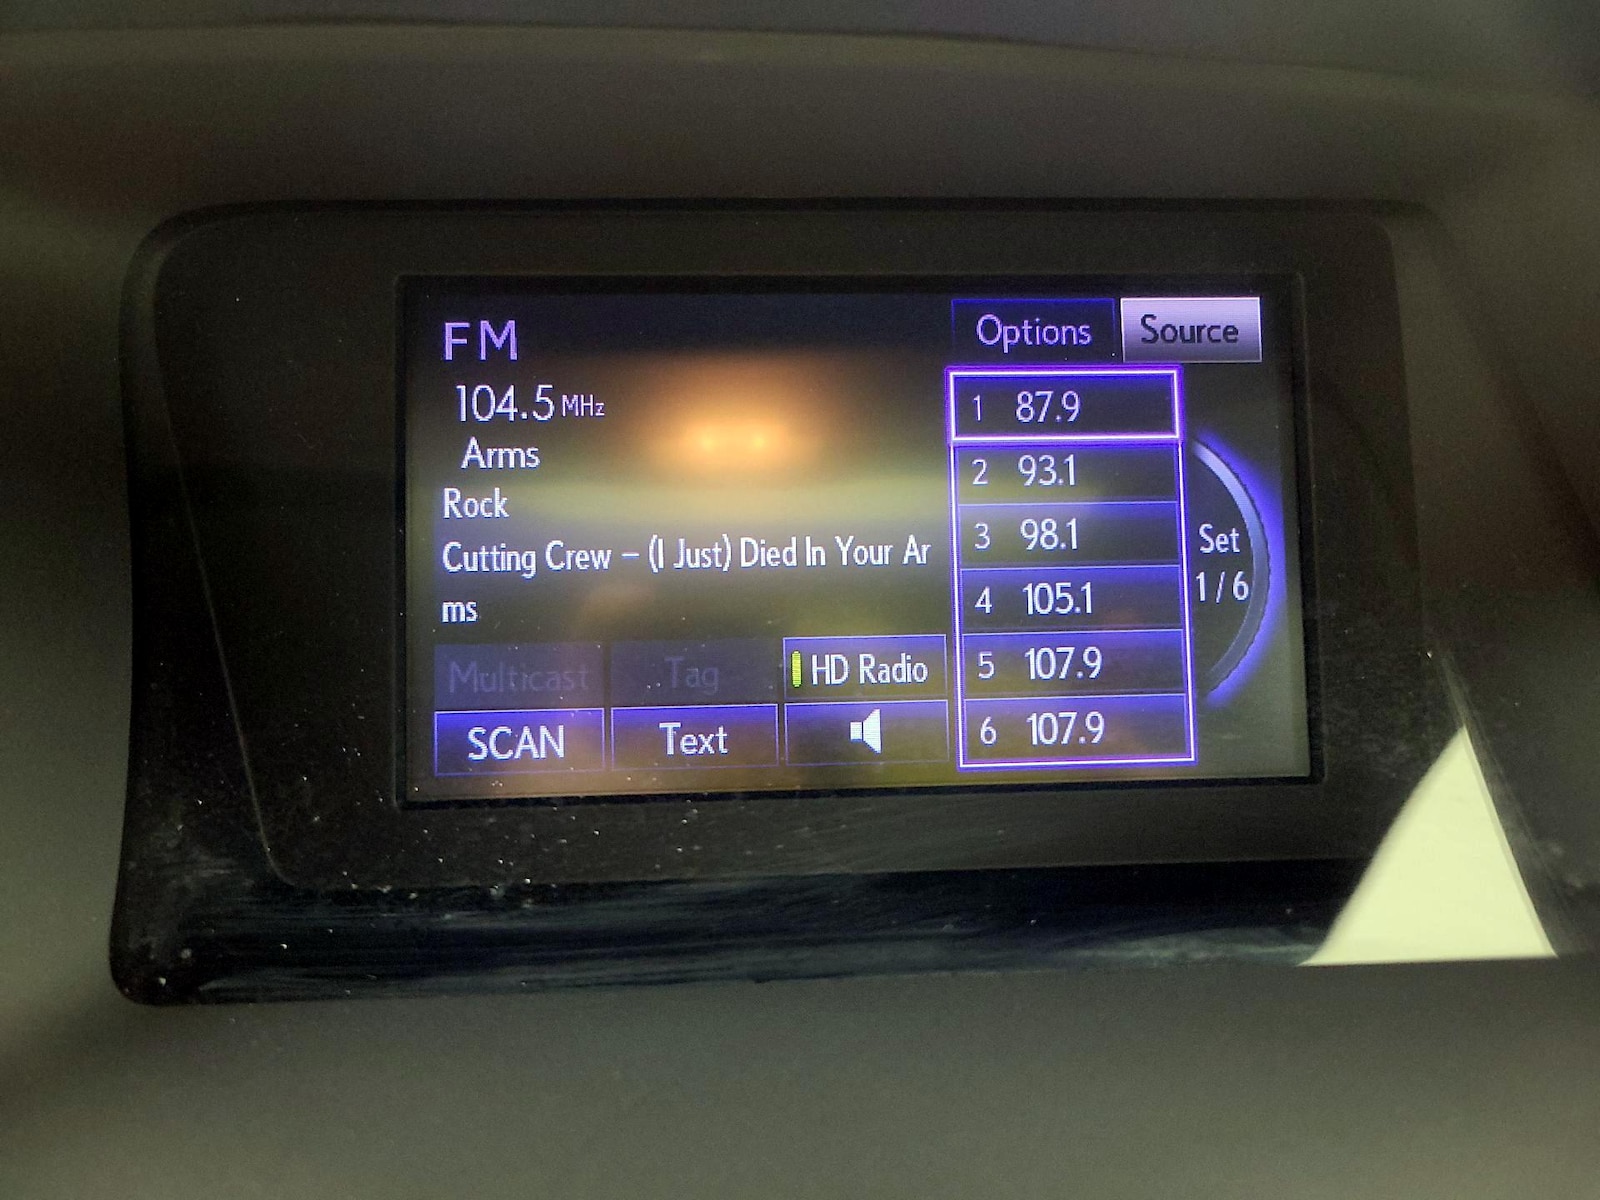 FM
Options
Source
104.5 MHz
Arms
Rock
Cutting Crew – (I Just) Died In Your Ar
ms
Multicast
Tag
HD Radio
SCAN
Text
1 87.9
2 93.1
3 98.1
4 105.1
5 107.9
6 107.9
Set
1 / 6